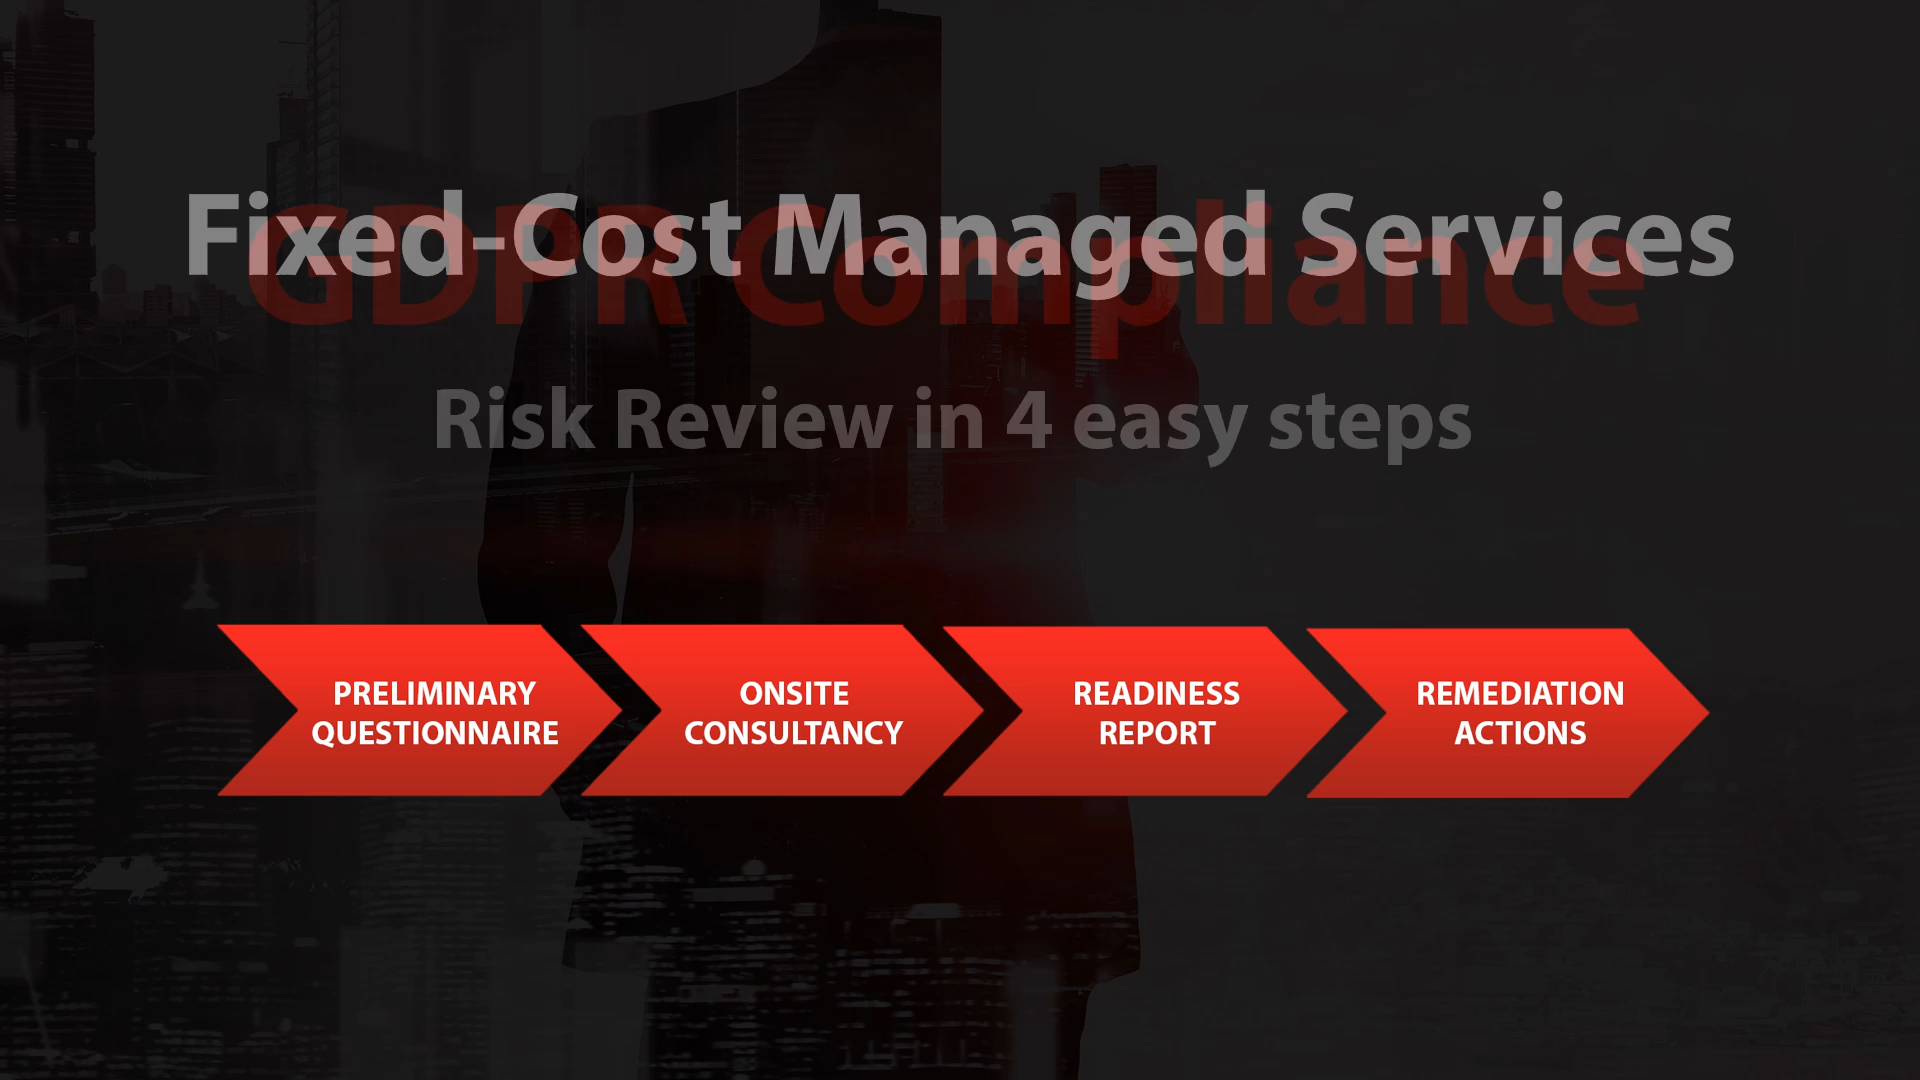 Fixed-Cost Managed Services
GDPR Compliance
Risk Review in 4 easy steps
PRELIMINARY
QUESTIONNAIRE
ONSITE
CONSULTANCY
READINESS
REPORT
REMEDIATION
ACTIONS